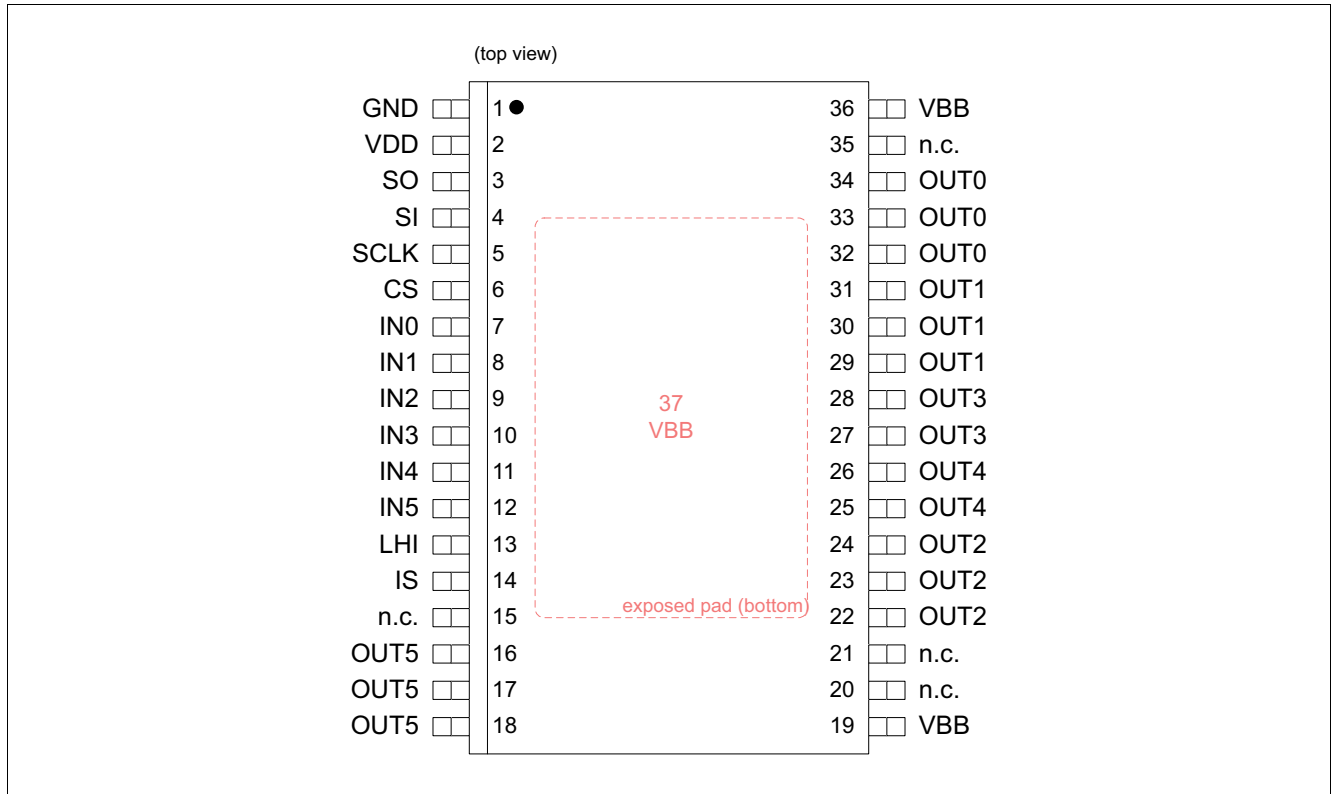 (top view)
GND 1 36 VBB
VDD 2 35 n.c.
SO 3 34 OUT0
SI 4 33 OUT0
SCLK 5 32 OUT0
CS 6 31 OUT1
IN0 7 30 OUT1
IN1 8 29 OUT1
IN2 9 28 OUT3
37
VBB
IN3 10 27 OUT3
IN4 11 26 OUT4
IN5 12 25 OUT4
LHI 13 24 OUT2
IS 14 23 OUT2
exposed pad (bottom)
n.c. 15 22 OUT2
OUT5 16 21 n.c.
OUT5 17 20 n.c.
OUT5 18 19 VBB